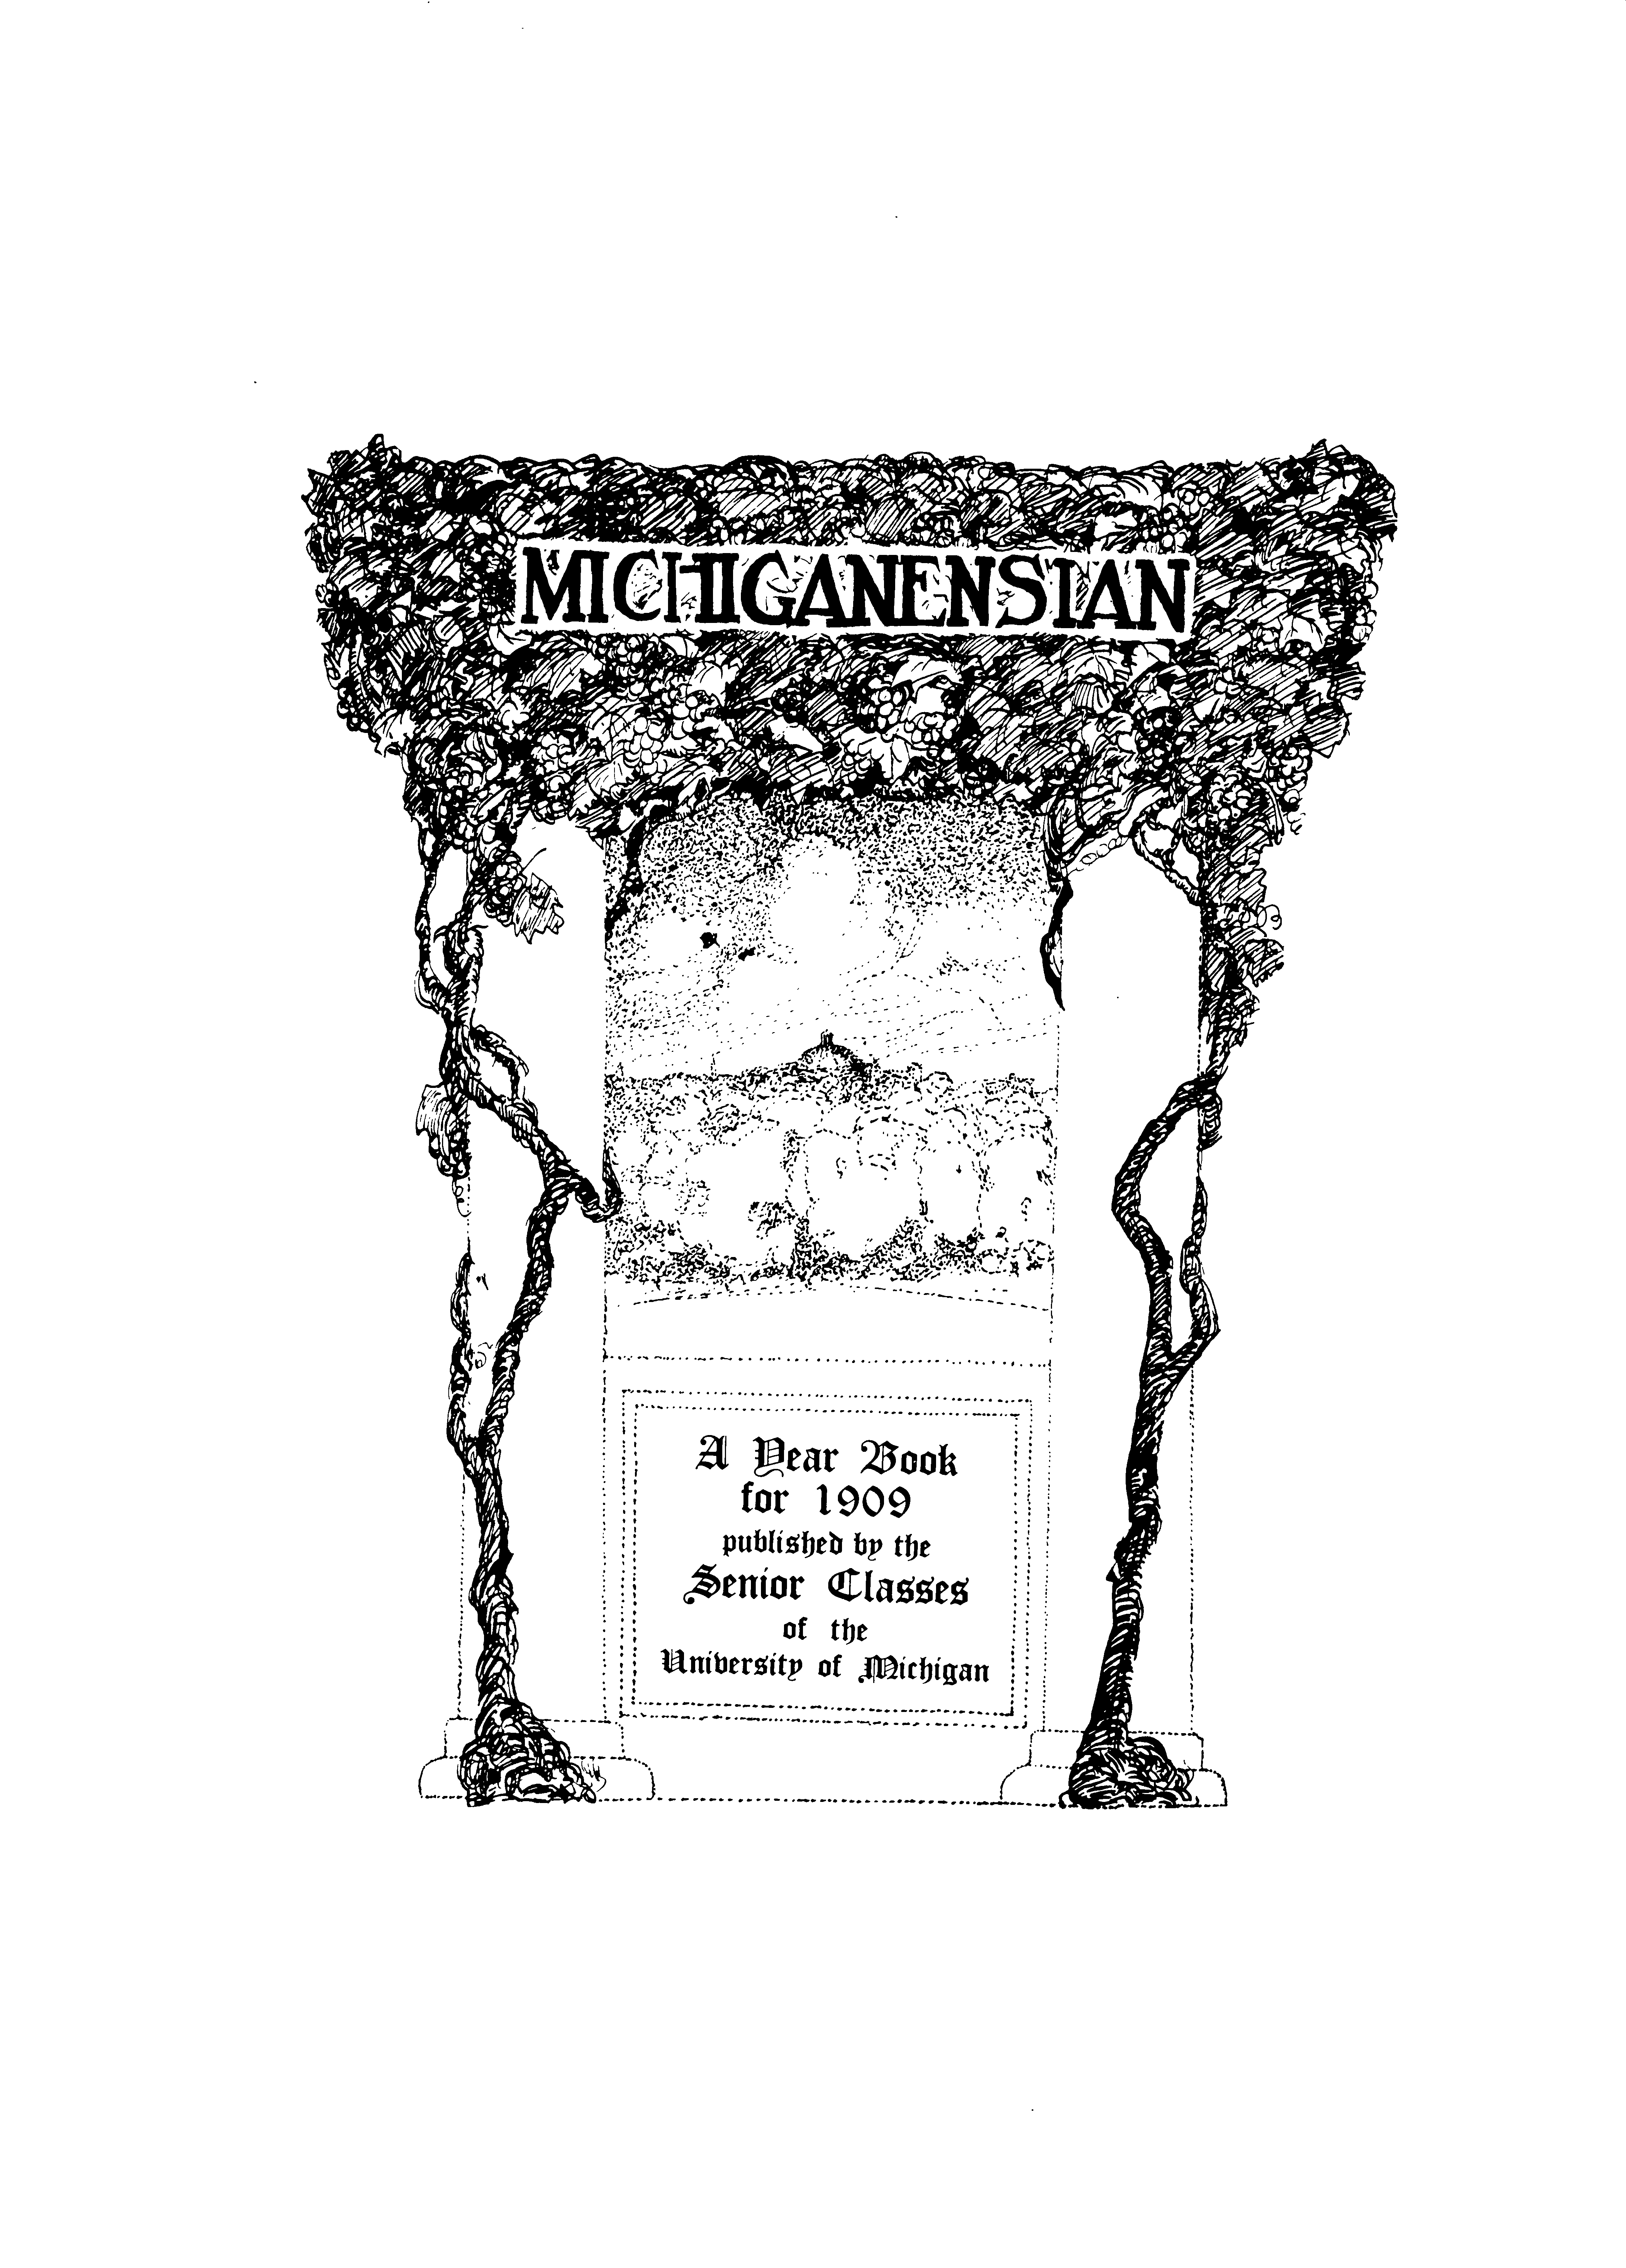 MICHIGANENSIAN
A Year Book
for 1909
published by the
Senior Classes
of the
University of Michigan